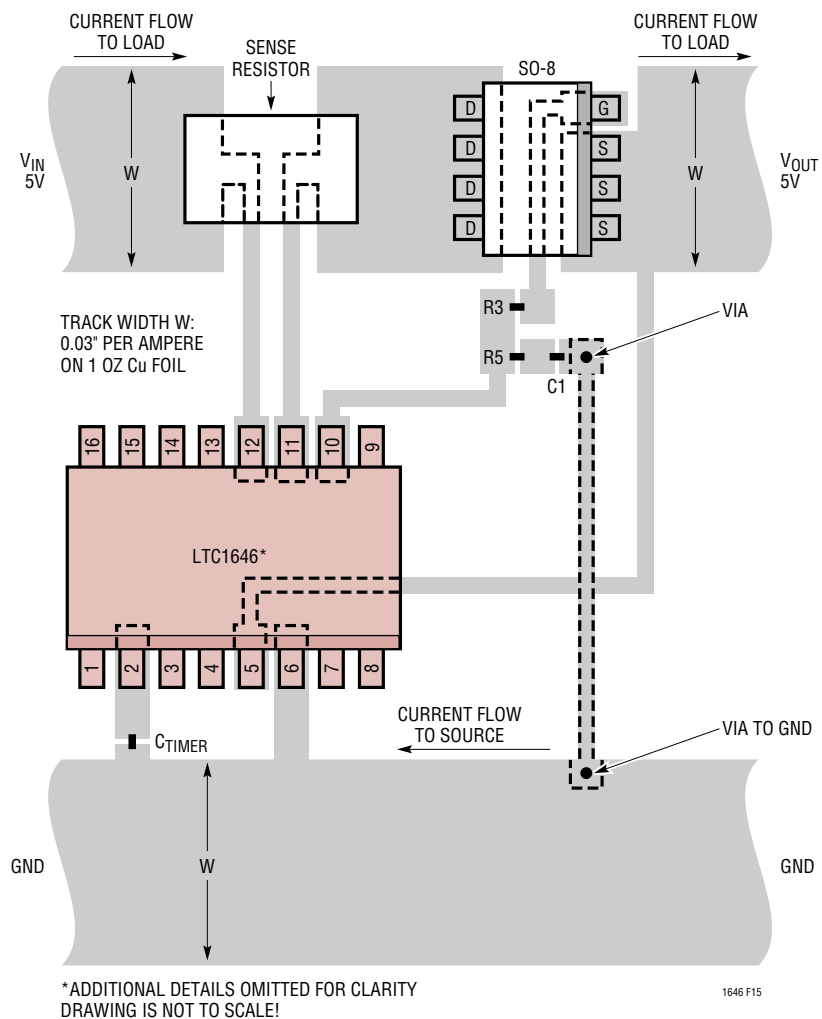 CURRENT FLOW
TO LOAD
SENSE
RESISTOR
SO-8
CURRENT FLOW
TO LOAD
VIN
5V
W
D
D
D
D
G
S
S
S
W
VOUT
5V
TRACK WIDTH W:
0.03" PER AMPERE
ON 1 OZ Cu FOIL
R3
R5
C1
VIA
16
15
14
13
12
11
10
9
LTC1646*
1
2
3
4
5
6
7
8
CTIMER
CURRENT FLOW
TO SOURCE
VIA TO GND
GND
W
GND
*ADDITIONAL DETAILS OMITTED FOR CLARITY
DRAWING IS NOT TO SCALE!
1646 F15